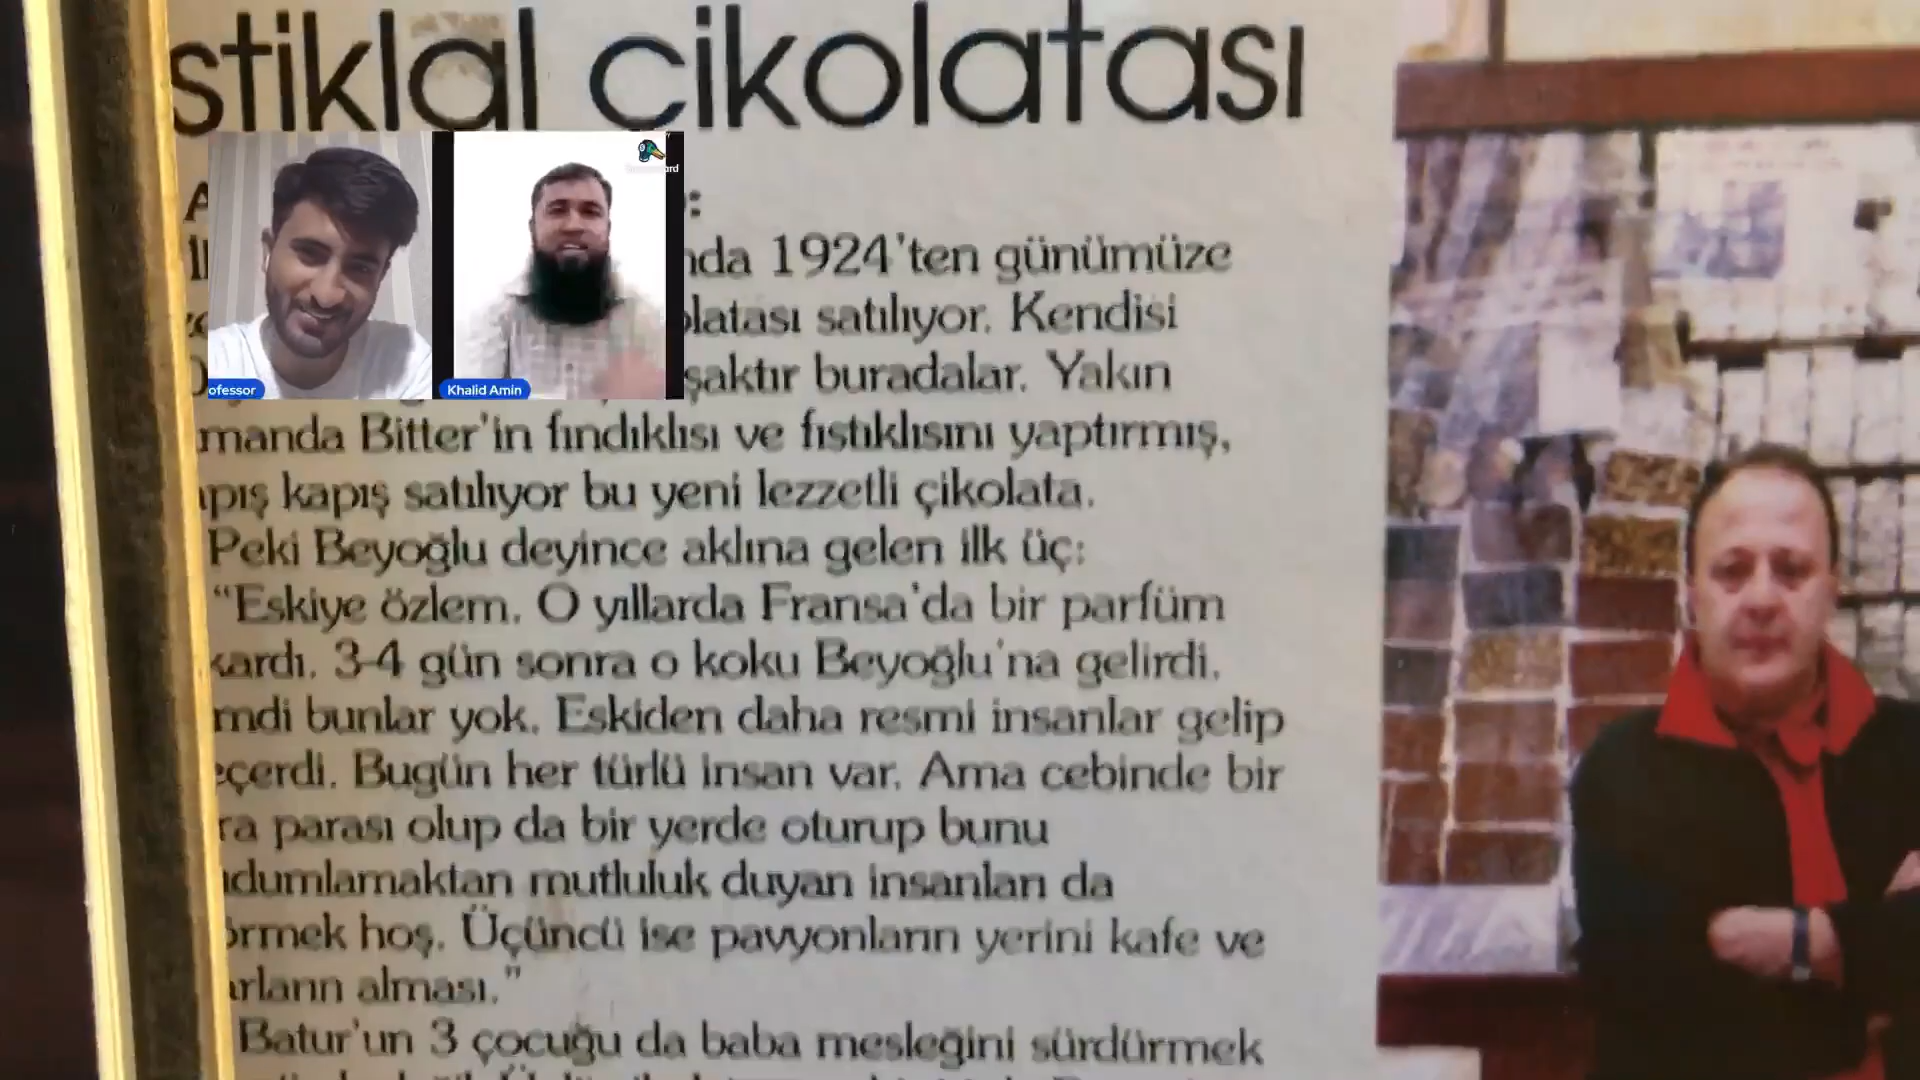 stiklal çikolatası
:
nda 1924'ten günümüze
olatası satılıyor. Kendisi
şaktır buradalar. Yakın
ofessor
Khalid Amin
manda Bitter'in fındıklısı ve fıstıklısını yaptırmış,
apış kapış satılıyor bu yeni lezzetli çikolata.
Peki Beyoğlu deyince aklına gelen ilk üç:
"Eskiye özlem. O yıllarda Fransa'da bir parfüm
kardı. 3-4 gün sonra o koku Beyoğlu'na gelirdi.
mdi bunlar yok. Eskiden daha resmi insanlar gelip
eçerdi. Bugün her türlü insan var. Ama cebinde bir
ra parası olup da bir yerde oturup bunu
udumlamaktan mutluluk duyan insanları da
örmek hoş. Üçüncü ise pavyonların yerini kafe ve
arların alması."
Batur'un 3 çocuğu da baba mesleğini sürdürmek